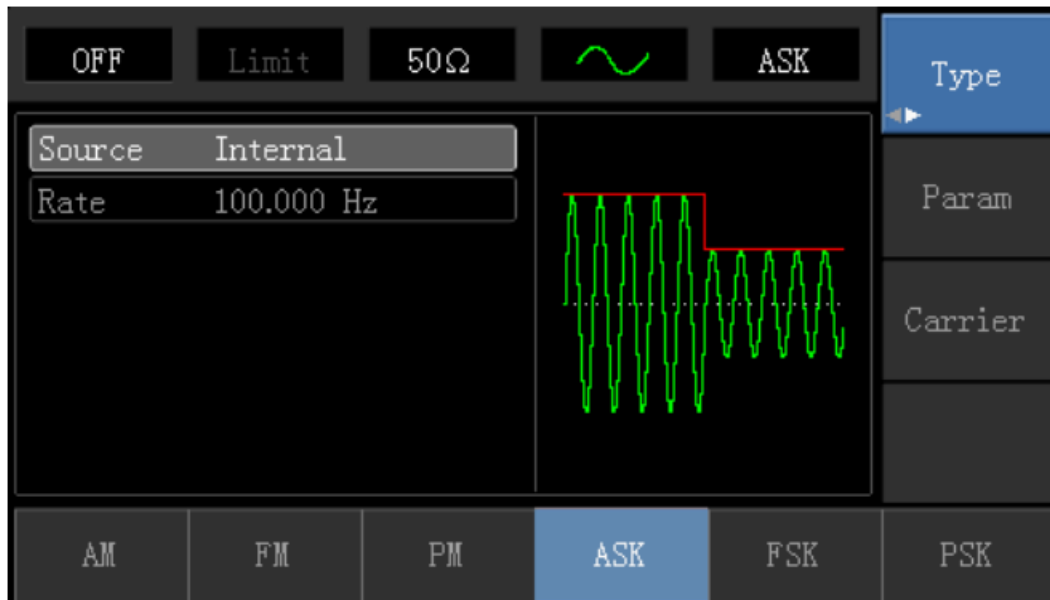 OFF Limit 50Ω ASK
Type
Source Internal
Rate 100.000 Hz
Param
Carrier
AM FM PM ASK FSK PSK